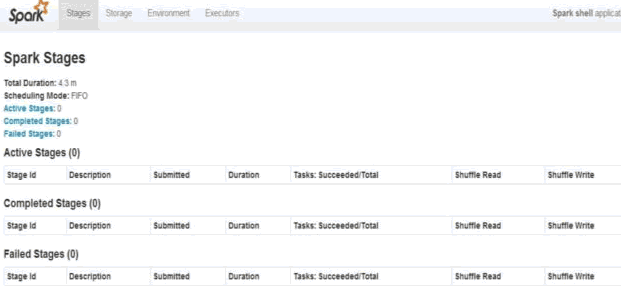 Spark Stages Storage Environment Executors Spark shell applicat
Spark Stages
Total Duration: 4.3 m
Scheduling Mode: FIFO
Active Stages: 0
Completed Stages: 0
Failed Stages: 0
Active Stages (0)
Stage Id Description Submitted Duration Tasks: Succeeded/Total Shuffle Read Shuffle Write
Completed Stages (0)
Stage Id Description Submitted Duration Tasks: Succeeded/Total Shuffle Read Shuffle Write
Failed Stages (0)
Stage Id Description Submitted Duration Tasks: Succeeded/Total Shuffle Read Shuffle Write